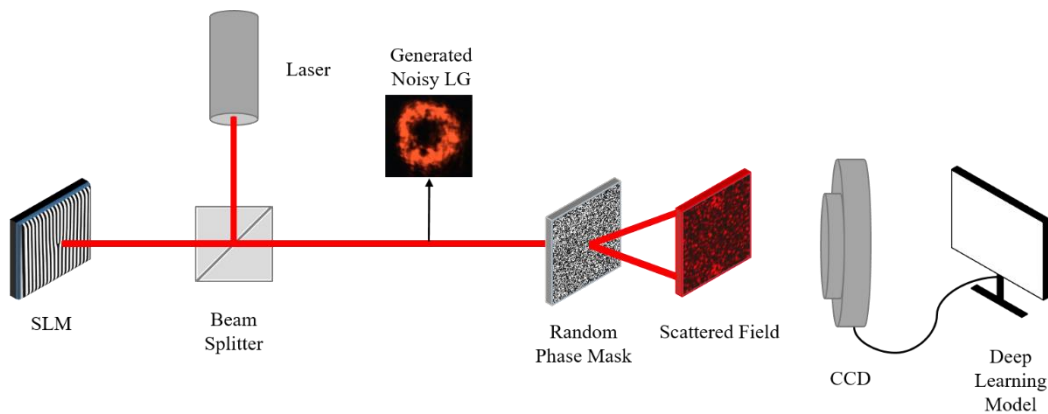 Generated
Noisy LG
Laser
SLM
Beam
Splitter
Random
Phase Mask
Scattered Field
CCD
Deep
Learning
Model